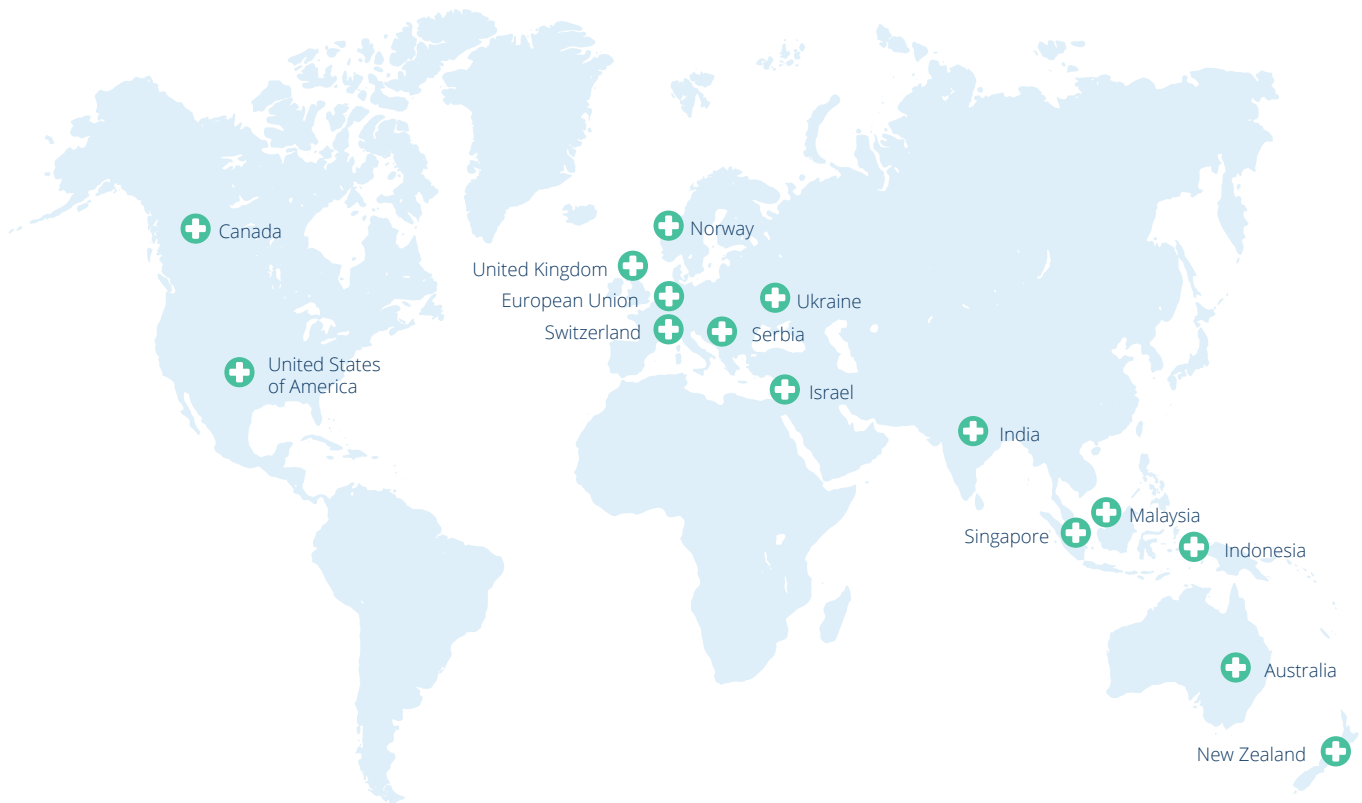 Canada
Norway
United Kingdom
European Union
Ukraine
Switzerland
Serbia
United States
of America
Israel
India
Malaysia
Singapore
Indonesia
Australia
New Zealand